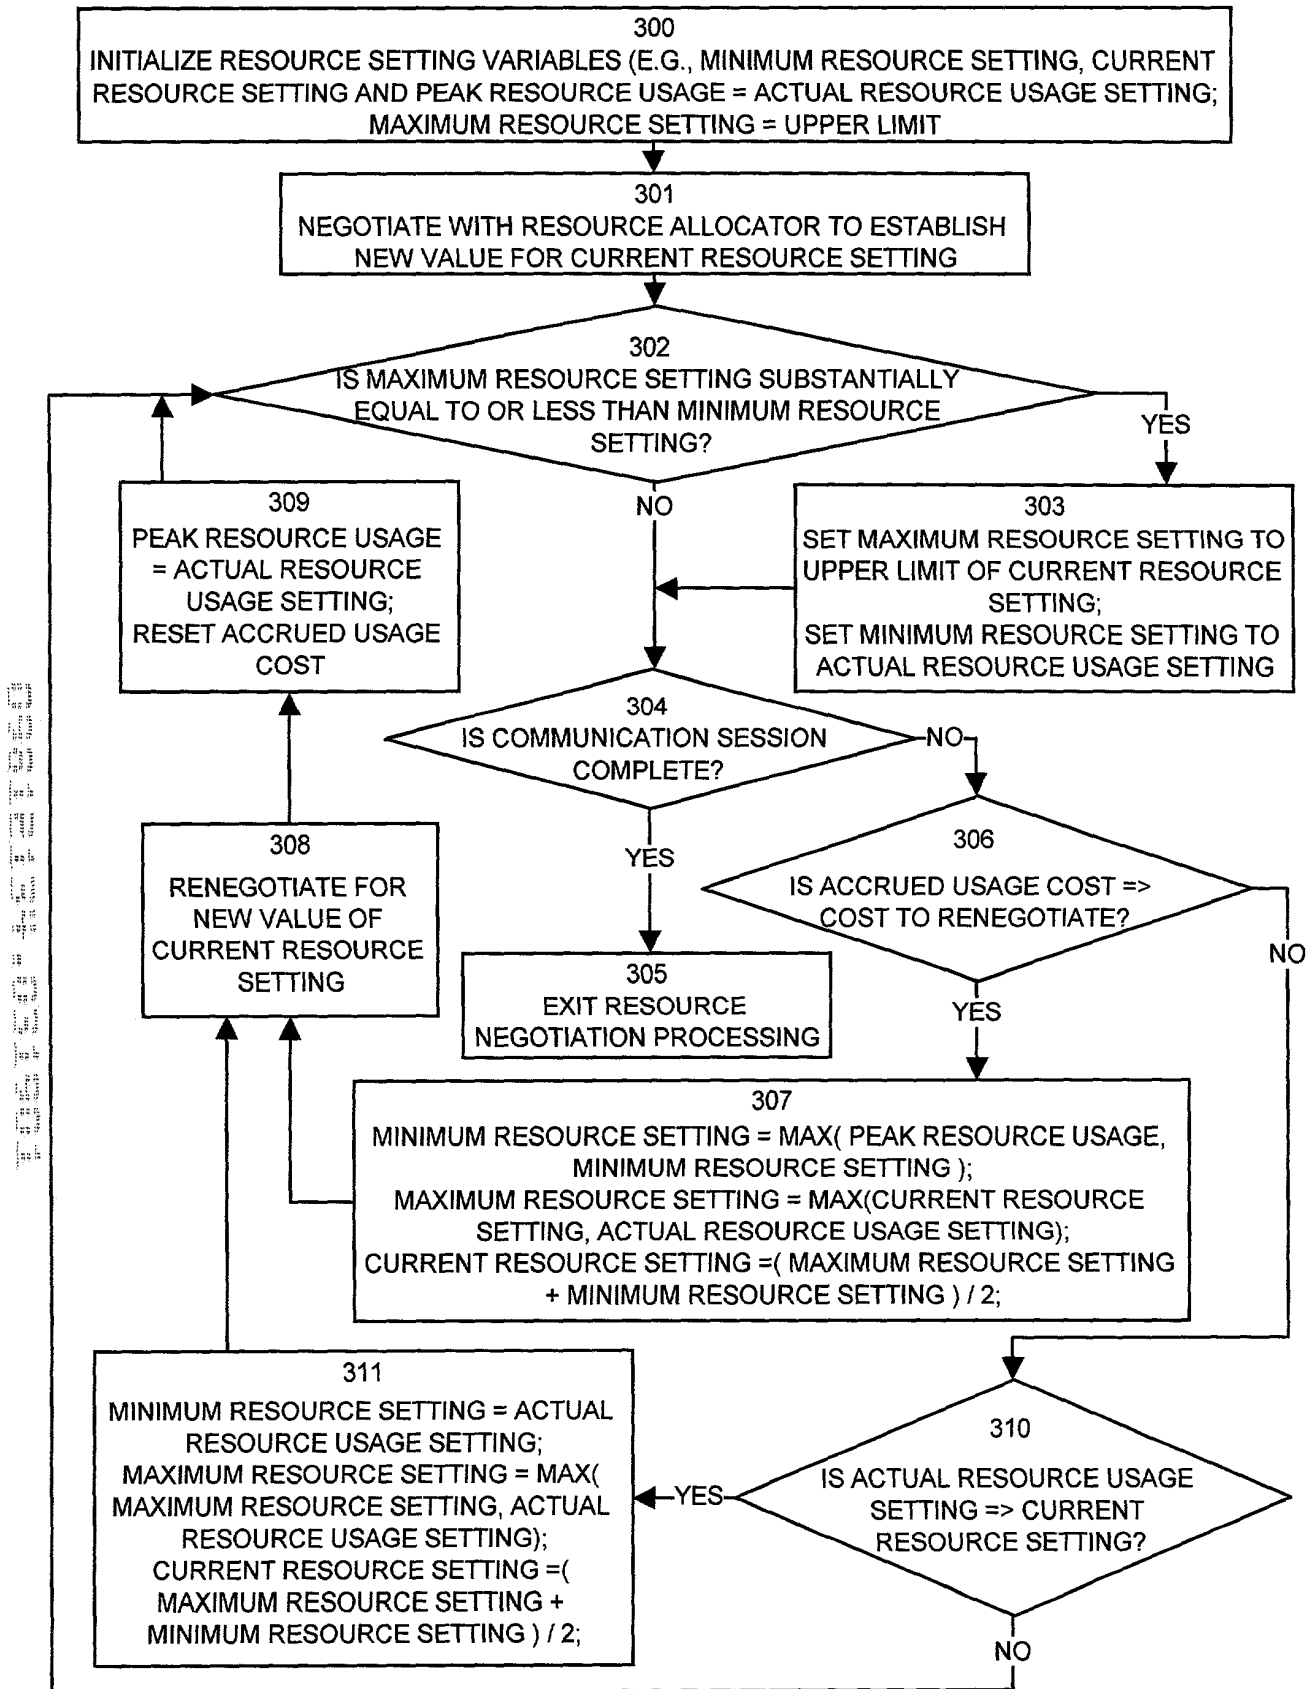 300
INITIALIZE RESOURCE SETTING VARIABLES (E.G., MINIMUM RESOURCE SETTING, CURRENT
RESOURCE SETTING AND PEAK RESOURCE USAGE = ACTUAL RESOURCE USAGE SETTING;
MAXIMUM RESOURCE SETTING = UPPER LIMIT
301
NEGOTIATE WITH RESOURCE ALLOCATOR TO ESTABLISH
NEW VALUE FOR CURRENT RESOURCE SETTING
302
IS MAXIMUM RESOURCE SETTING SUBSTANTIALLY
EQUAL TO OR LESS THAN MINIMUM RESOURCE
SETTING?
YES
NO
303
SET MAXIMUM RESOURCE SETTING TO
UPPER LIMIT OF CURRENT RESOURCE
SETTING;
SET MINIMUM RESOURCE SETTING TO
ACTUAL RESOURCE USAGE SETTING
309
PEAK RESOURCE USAGE
= ACTUAL RESOURCE
USAGE SETTING;
RESET ACCRUED USAGE
COST
304
IS COMMUNICATION SESSION
COMPLETE?
NO
YES
306
IS ACCRUED USAGE COST =>
COST TO RENEGOTIATE?
NO
YES
308
RENEGOTIATE FOR
NEW VALUE OF
CURRENT RESOURCE
SETTING
305
EXIT RESOURCE
NEGOTIATION PROCESSING
307
MINIMUM RESOURCE SETTING = MAX( PEAK RESOURCE USAGE,
MINIMUM RESOURCE SETTING );
MAXIMUM RESOURCE SETTING = MAX(CURRENT RESOURCE
SETTING, ACTUAL RESOURCE USAGE SETTING);
CURRENT RESOURCE SETTING =( MAXIMUM RESOURCE SETTING
+ MINIMUM RESOURCE SETTING ) / 2;
311
MINIMUM RESOURCE SETTING = ACTUAL
RESOURCE USAGE SETTING;
MAXIMUM RESOURCE SETTING = MAX(
MAXIMUM RESOURCE SETTING, ACTUAL
RESOURCE USAGE SETTING);
CURRENT RESOURCE SETTING =(
MAXIMUM RESOURCE SETTING +
MINIMUM RESOURCE SETTING ) / 2;
310
IS ACTUAL RESOURCE USAGE
SETTING => CURRENT
RESOURCE SETTING?
YES
NO